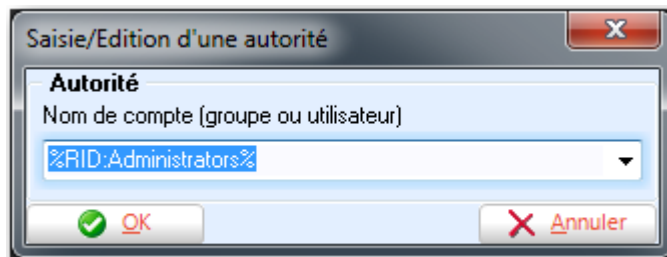 Saisie/Edition d'une autorité
Autorité
Nom de compte (groupe ou utilisateur)
%RID:Administrators%
OK
Annuler